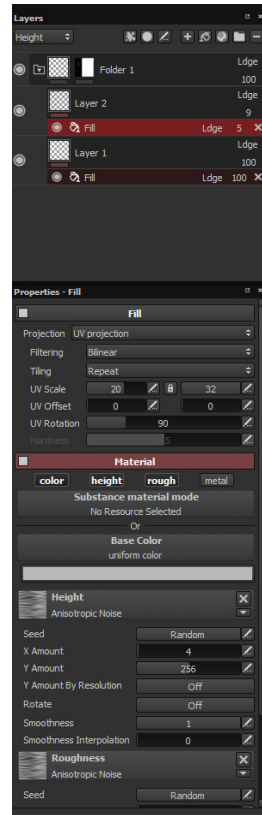 Layers
Height
Folder 1
Ldge
100
Layer 2
Ldge
9
Fill Ldge 5
Layer 1
Ldge
100
Fill Ldge 100
Properties - Fill
Fill
Projection UV projection
Filtering Bilinear
Tiling Repeat
UV Scale 20 32
UV Offset 0 0
UV Rotation 90
Hardness 5
Material
color height rough metal
Substance material mode
No Resource Selected
Or
Base Color
uniform color
Height
Anisotropic Noise
Seed Random
X Amount 4
Y Amount 256
Y Amount By Resolution Off
Rotate Off
Smoothness 1
Smoothness Interpolation 0
Roughness
Anisotropic Noise
Seed Random